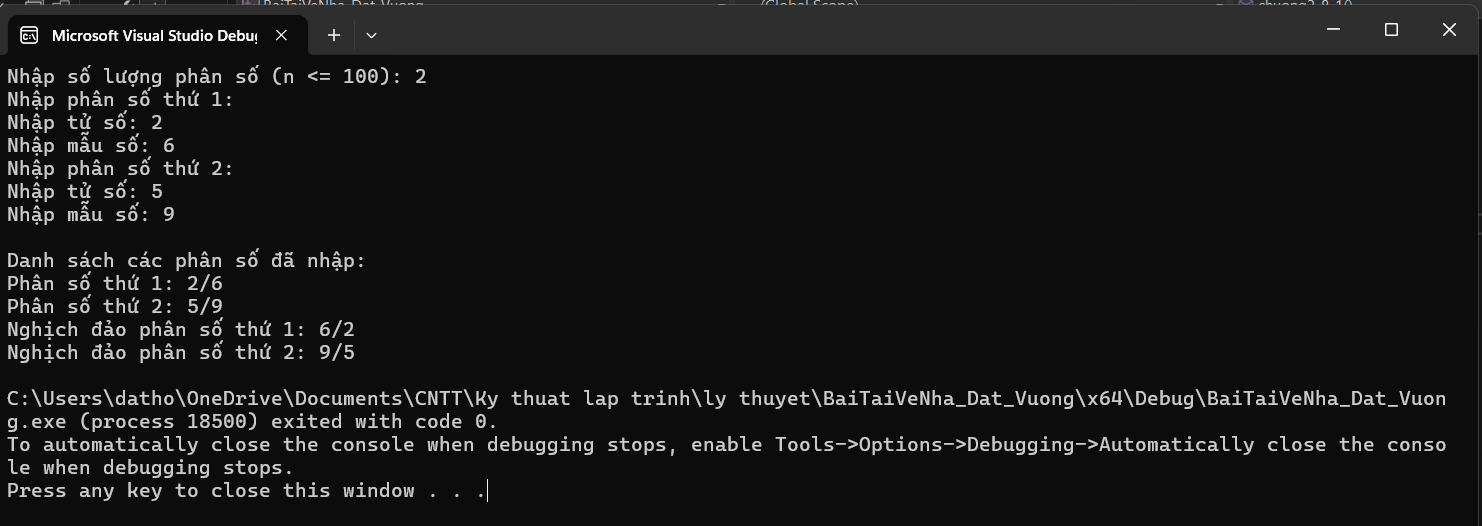 BaiTaiVeNha_Dat_Vuong
(Global Scope)
Microsoft Visual Studio Debug
Nhập số lượng phân số (n <= 100): 2
Nhập phân số thứ 1:
Nhập tử số: 2
Nhập mẫu số: 6
Nhập phân số thứ 2:
Nhập tử số: 5
Nhập mẫu số: 9
Danh sách các phân số đã nhập:
Phân số thứ 1: 2/6
Phân số thứ 2: 5/9
Nghịch đảo phân số thứ 1: 6/2
Nghịch đảo phân số thứ 2: 9/5
C:\Users\datho\OneDrive\Documents\CNTT\Ky thuat lap trinh\ly thuyet\BaiTaiVeNha_Dat_Vuong\x64\Debug\BaiTaiVeNha_Dat_Vuon
g.exe (process 18500) exited with code 0.
To automatically close the console when debugging stops, enable Tools->Options->Debugging->Automatically close the conso
le when debugging stops.
Press any key to close this window . . .